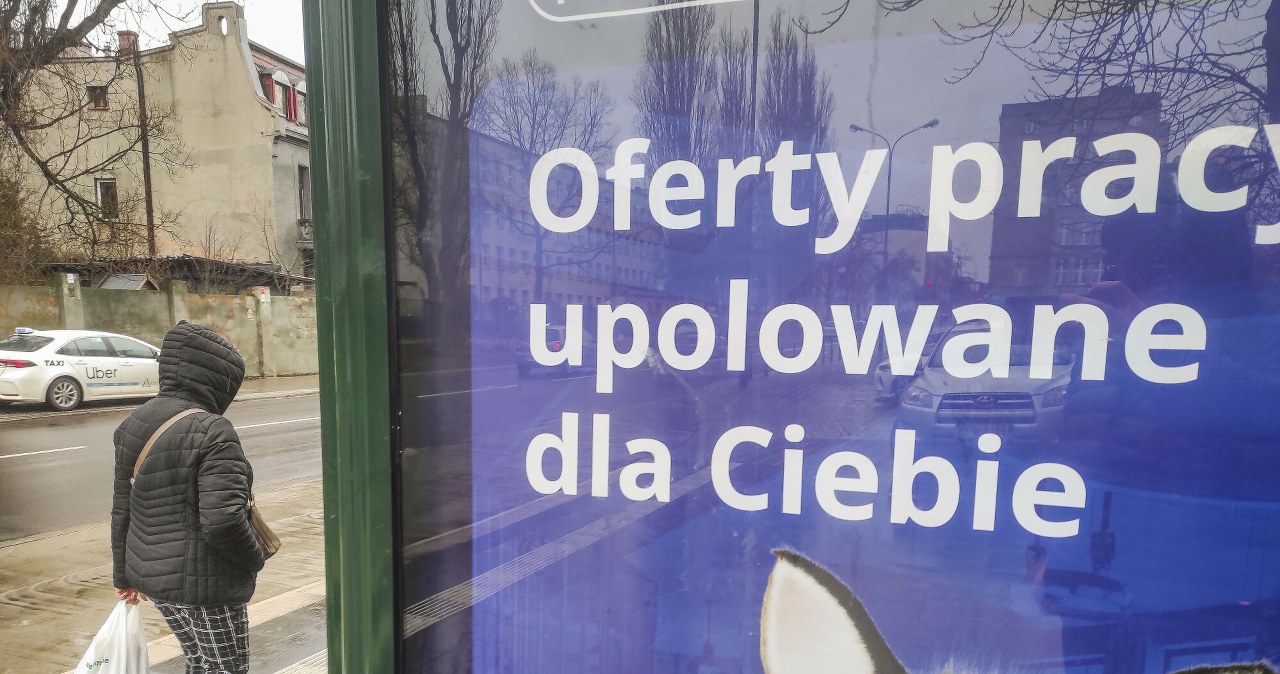 Oferty pracy
upolowane
dla Ciebie
TAXI
Uber